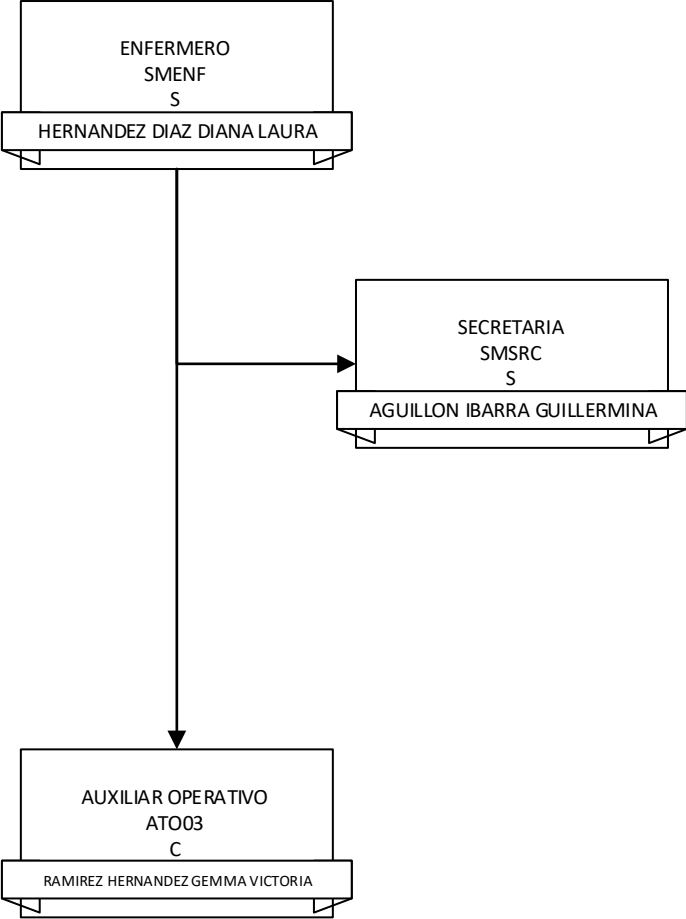 ENFERMERO
SMENF
S
HERNANDEZ DIAZ DIANA LAURA
SECRETARIA
SMSRC
S
AGUILLON IBARRA GUILLERMINA
AUXILIAR OPERATIVO
ATO03
C
RAMIREZ HERNANDEZ GEMMA VICTORIA